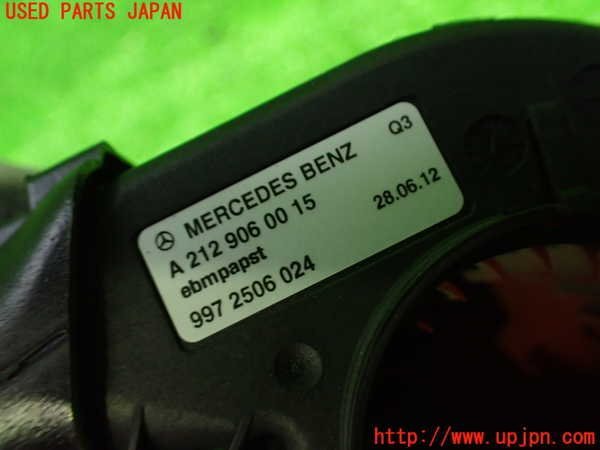 USED PARTS JAPAN
MERCEDES BENZ Q3
A 212 906 00 15 28.06.12
ebmpapst
997 2506 024
http://www.upjpn.com/